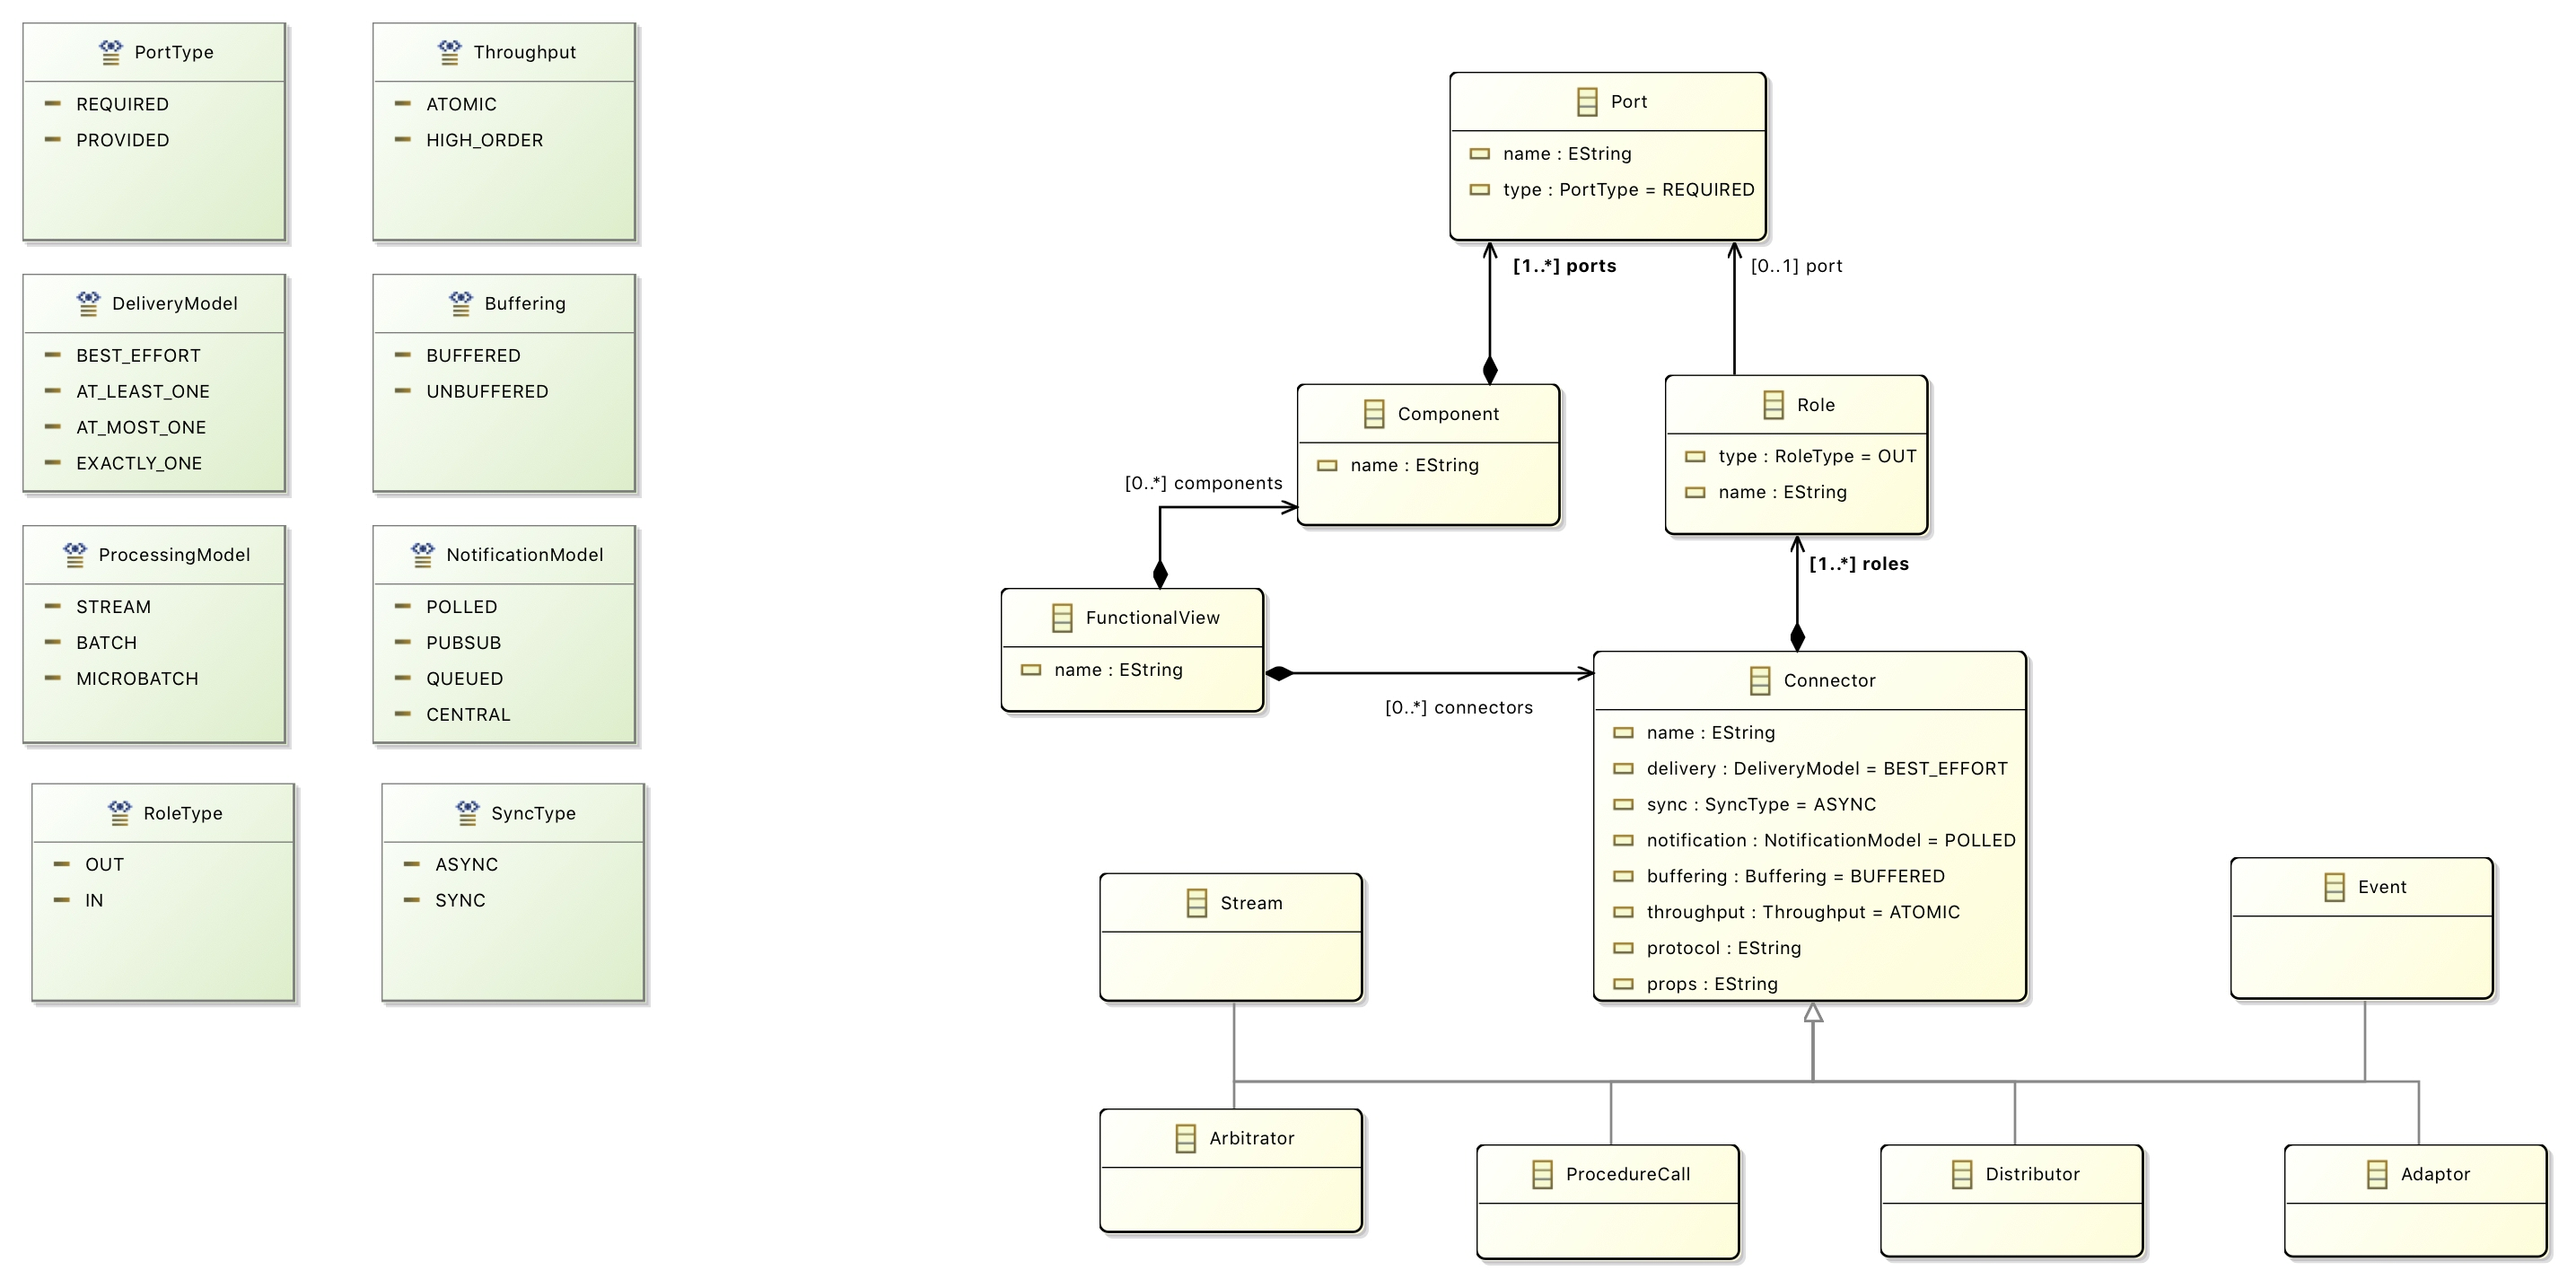 PortType
REQUIRED
PROVIDED
Throughput
ATOMIC
HIGH_ORDER
DeliveryModel
BEST_EFFORT
AT_LEAST_ONE
AT_MOST_ONE
EXACTLY_ONE
Buffering
BUFFERED
UNBUFFERED
ProcessingModel
STREAM
BATCH
MICROBATCH
NotificationModel
POLLED
PUBSUB
QUEUED
CENTRAL
RoleType
OUT
IN
SyncType
ASYNC
SYNC
Port
name : EString
type : PortType = REQUIRED
[1..*] ports
[0..1] port
Component
name : EString
Role
type : RoleType = OUT
name : EString
[0..*] components
[1..*] roles
FunctionalView
name : EString
[0..*] connectors
Connector
name : EString
delivery : DeliveryModel = BEST_EFFORT
sync : SyncType = ASYNC
notification : NotificationModel = POLLED
buffering : Buffering = BUFFERED
throughput : Throughput = ATOMIC
protocol : EString
props : EString
Stream
Event
Arbitrator
ProcedureCall
Distributor
Adaptor